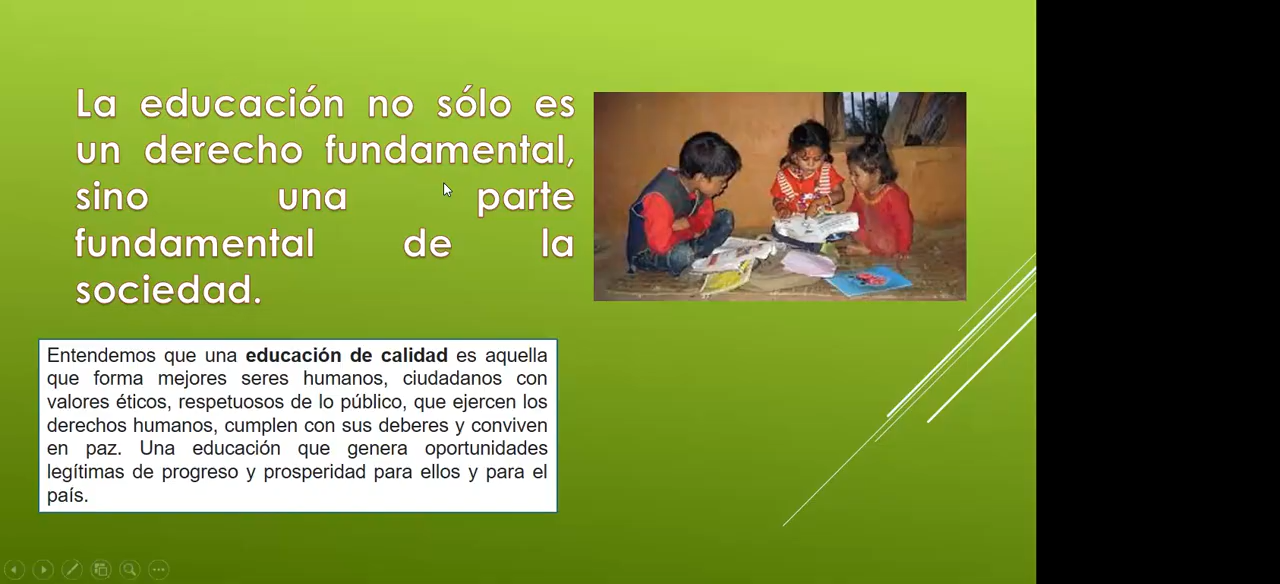 La educación no sólo es
un derecho fundamental,
sino una parte
fundamental de la
sociedad.
Entendemos que una educación de calidad es aquella
que forma mejores seres humanos, ciudadanos con
valores éticos, respetuosos de lo público, que ejercen los
derechos humanos, cumplen con sus deberes y conviven
en paz. Una educación que genera oportunidades
legítimas de progreso y prosperidad para ellos y para el
país.